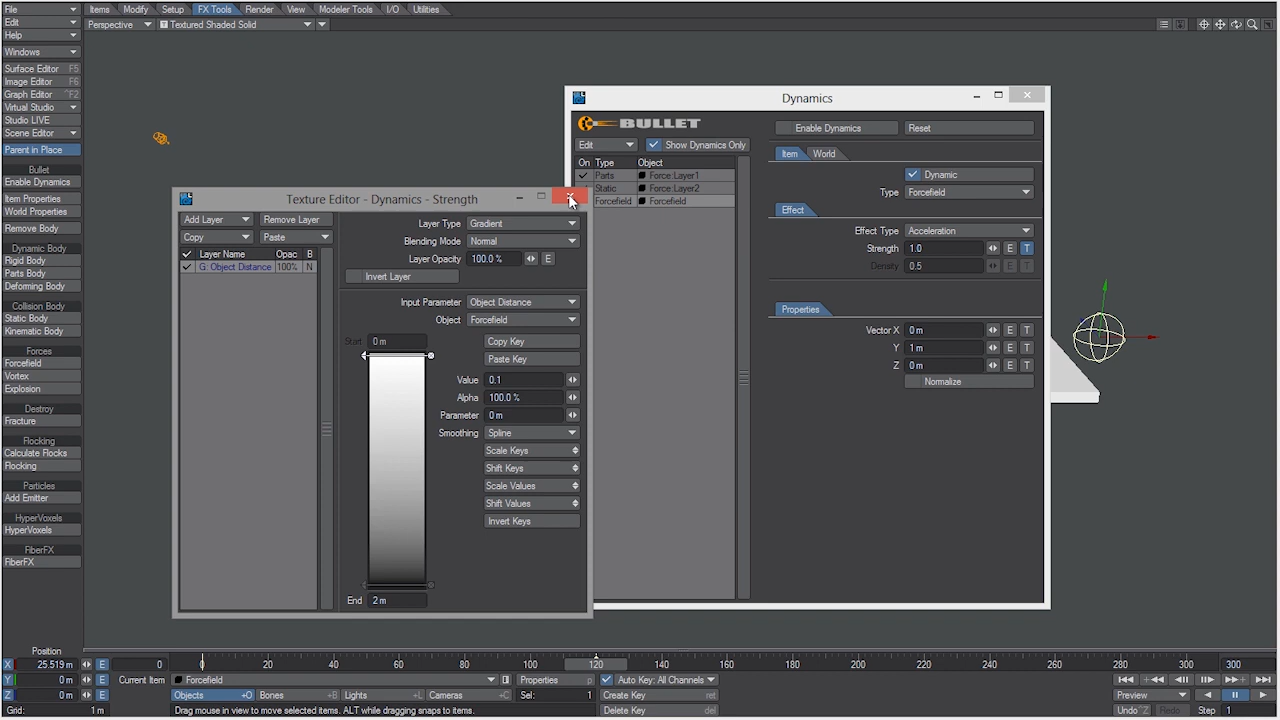 File Items Modify Setup FX Tools Render View Modeler Tools I/O Utilities
Edit Perspective Textured Shaded Solid
Help
Windows
Surface Editor F5
Image Editor F6
Graph Editor ^F2
Virtual Studio
Studio LIVE
Scene Editor
Parent in Place
Bullet
Enable Dynamics
Item Properties
World Properties
Remove Body
Dynamic Body
Rigid Body
Parts Body
Deforming Body
Collision Body
Static Body
Kinematic Body
Forces
Forcefield
Vortex
Explosion
Destroy
Fracture
Flocking
Calculate Flocks
Flocking
Particles
Add Emitter
HyperVoxels
HyperVoxels
FiberFX
FiberFX
Dynamics
BULLET
Edit Show Dynamics Only
On Type Object
Parts Force:Layer1
Static Force:Layer2
Forcefield Forcefield
Enable Dynamics Reset
Item World
Dynamic
Type Forcefield
Effect
Effect Type Acceleration
Strength 1.0 E T
Density 0.5 E T
Properties
Vector X 0 m E T
Y 1 m E T
Z 0 m E T
Normalize
Texture Editor - Dynamics - Strength
Add Layer Remove Layer
Copy Paste
Layer Name Opac B
G: Object Distance 100% N
Layer Type Gradient
Blending Mode Normal
Layer Opacity 100.0 % E
Invert Layer
Input Parameter Object Distance
Object Forcefield
Start 0 m
Copy Key
Paste Key
Value 0.1
Alpha 100.0 %
Parameter 0 m
Smoothing Spline
Scale Keys
Shift Keys
Scale Values
Shift Values
Invert Keys
End 2 m
Position
X 25.519 m E 0 0 20 40 60 80 100 120 140 160 180 200 220 240 260 280 300 300
Y 0 m E Current Item Forcefield Properties p Auto Key: All Channels
Z 0 m E Objects +O Bones +B Lights +L Cameras +C Sel: 1 Create Key ret Preview
Grid: 1 m Drag mouse in view to move selected items. ALT while dragging snaps to items. Delete Key del Undo ^Z Redo Step 1